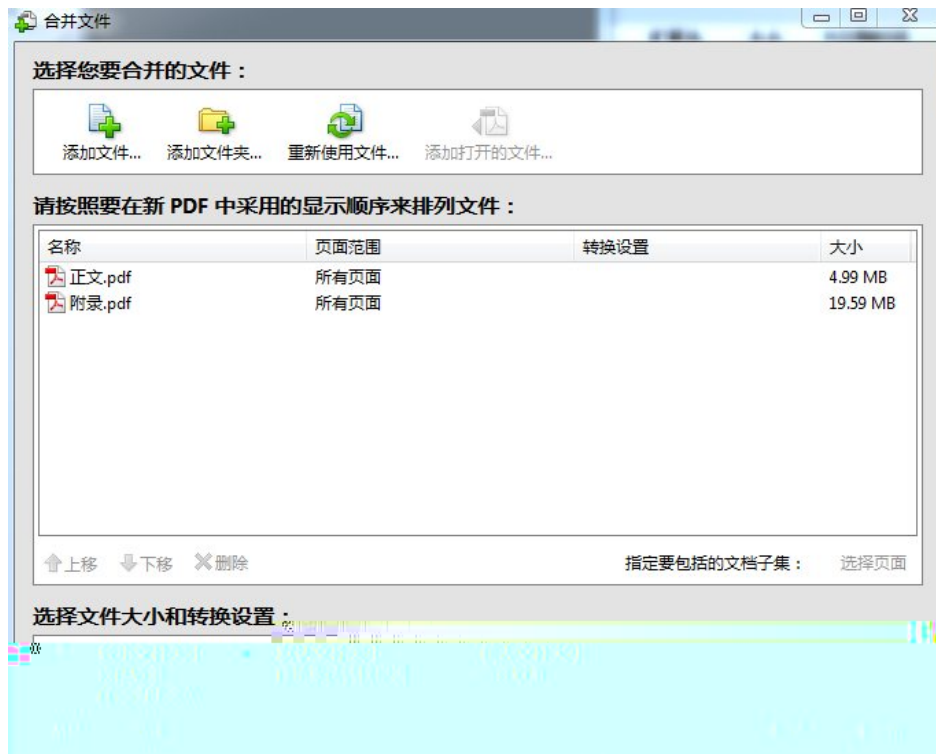 合并文件
选择您要合并的文件：
添加文件... 添加文件夹... 重新使用文件... 添加打开的文件...
请按照要在新 PDF 中采用的显示顺序来排列文件：
名称 页面范围 转换设置 大小
正文.pdf 所有页面 4.99 MB
附录.pdf 所有页面 19.59 MB
上移 下移 删除 指定要包括的文档子集： 选择页面
选择文件大小和转换设置：